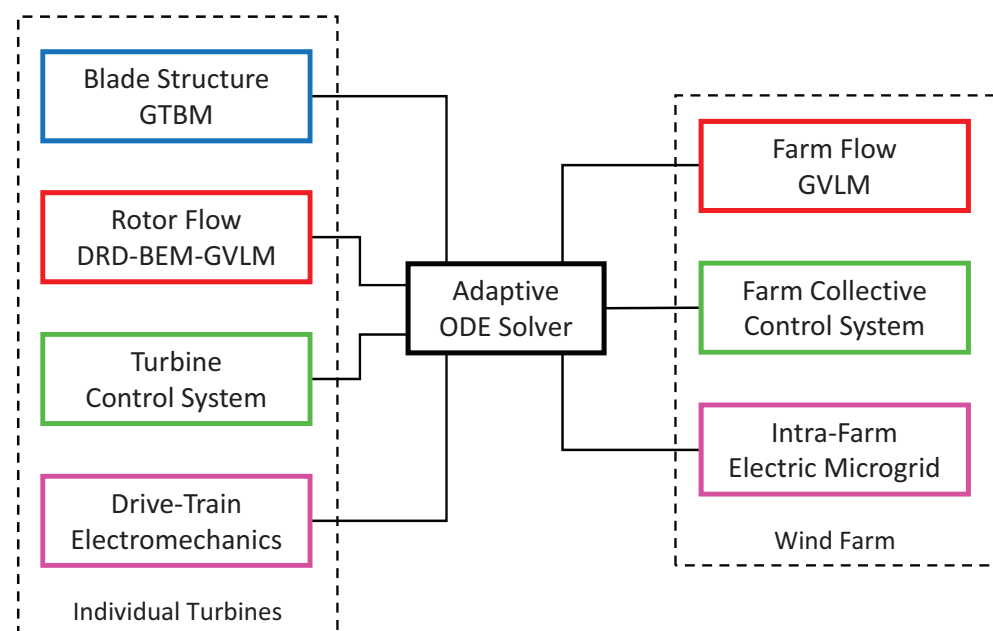 Blade Structure
GTBM
Rotor Flow
DRD-BEM-GVLM
Turbine
Control System
Drive-Train
Electromechanics
Individual Turbines
Adaptive
ODE Solver
Farm Flow
GVLM
Farm Collective
Control System
Intra-Farm
Electric Microgrid
Wind Farm